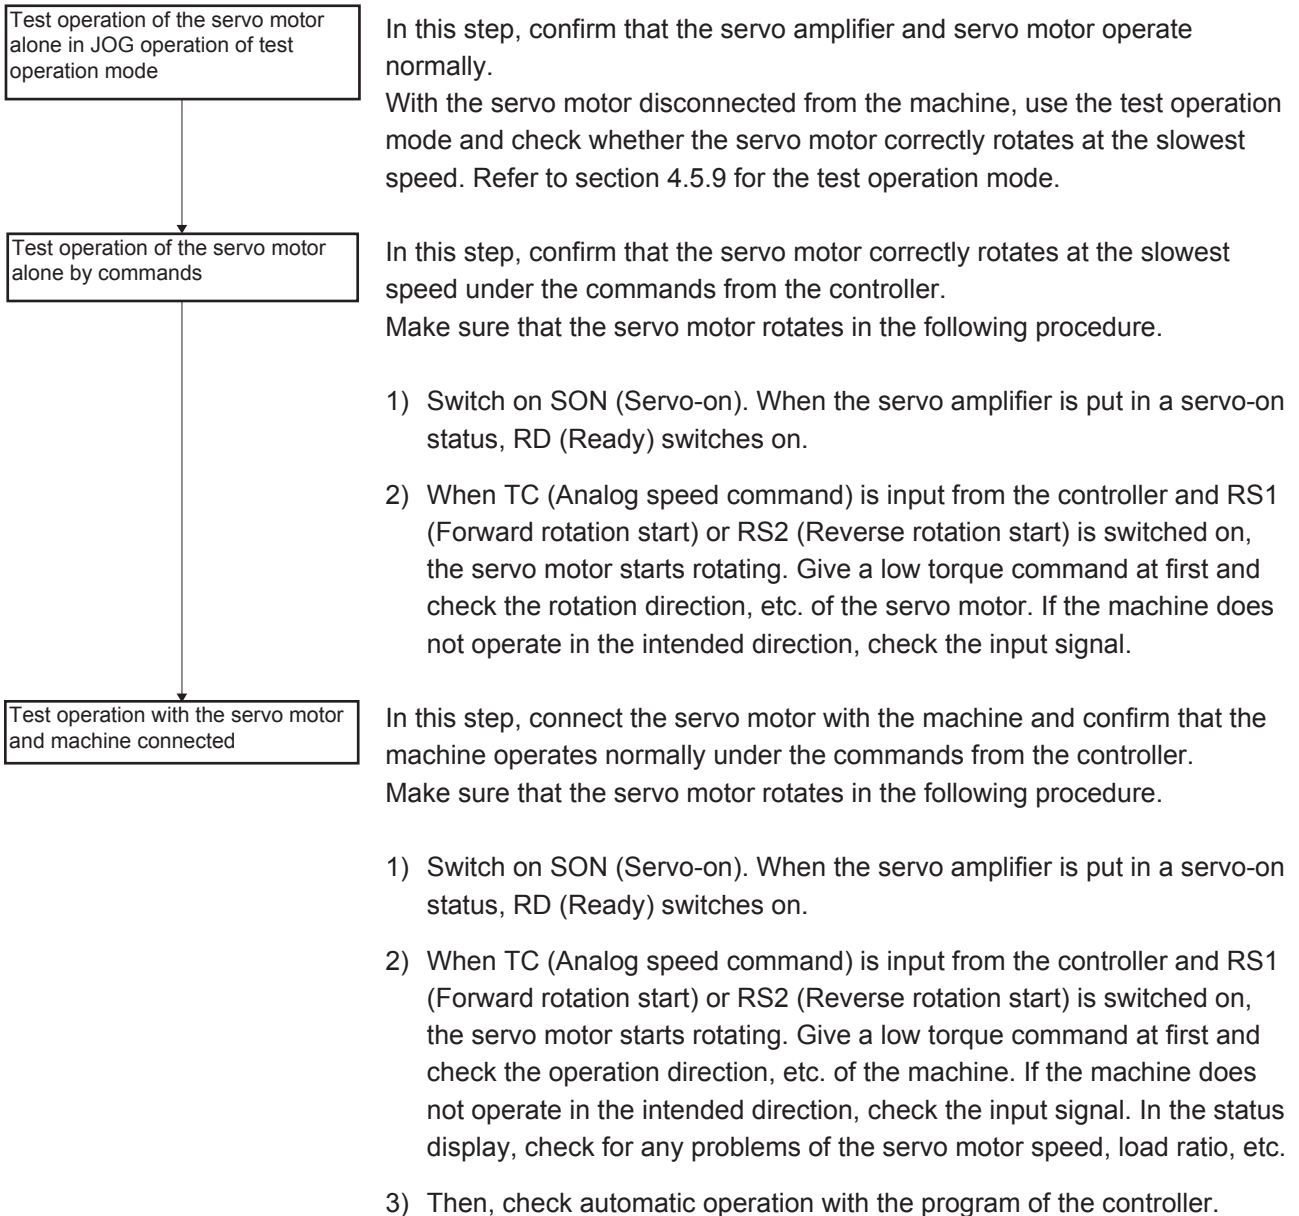 Test operation of the servo motor
alone in JOG operation of test
operation mode
In this step, confirm that the servo amplifier and servo motor operate
normally.
With the servo motor disconnected from the machine, use the test operation
mode and check whether the servo motor correctly rotates at the slowest
speed. Refer to section 4.5.9 for the test operation mode.
Test operation of the servo motor
alone by commands
In this step, confirm that the servo motor correctly rotates at the slowest
speed under the commands from the controller.
Make sure that the servo motor rotates in the following procedure.
1) Switch on SON (Servo-on). When the servo amplifier is put in a servo-on
status, RD (Ready) switches on.
2) When TC (Analog speed command) is input from the controller and RS1
(Forward rotation start) or RS2 (Reverse rotation start) is switched on,
the servo motor starts rotating. Give a low torque command at first and
check the rotation direction, etc. of the servo motor. If the machine does
not operate in the intended direction, check the input signal.
Test operation with the servo motor
and machine connected
In this step, connect the servo motor with the machine and confirm that the
machine operates normally under the commands from the controller.
Make sure that the servo motor rotates in the following procedure.
1) Switch on SON (Servo-on). When the servo amplifier is put in a servo-on
status, RD (Ready) switches on.
2) When TC (Analog speed command) is input from the controller and RS1
(Forward rotation start) or RS2 (Reverse rotation start) is switched on,
the servo motor starts rotating. Give a low torque command at first and
check the operation direction, etc. of the machine. If the machine does
not operate in the intended direction, check the input signal. In the status
display, check for any problems of the servo motor speed, load ratio, etc.
3) Then, check automatic operation with the program of the controller.